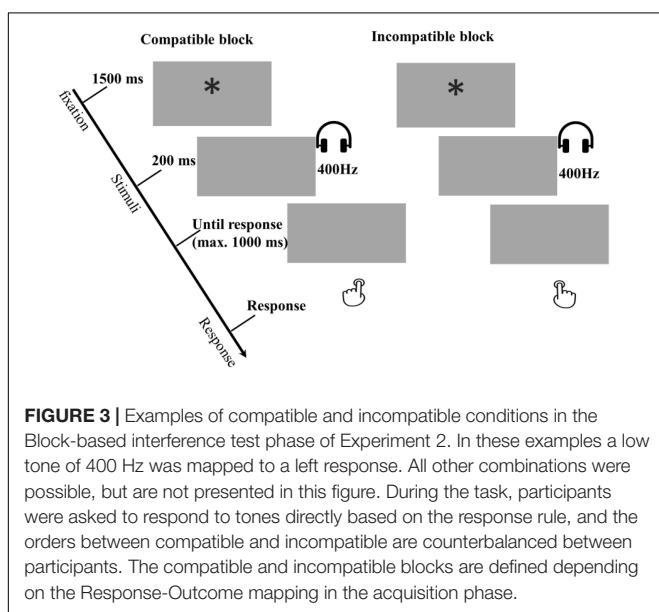 Compatible block
Incompatible block
1500 ms
*
*
fixation
200 ms
400Hz
400Hz
Stimuli
Until response
(max. 1000 ms)
Response
Response
FIGURE 3 | Examples of compatible and incompatible conditions in the
Block-based interference test phase of Experiment 2. In these examples a low
tone of 400 Hz was mapped to a left response. All other combinations were
possible, but are not presented in this figure. During the task, participants
were asked to respond to tones directly based on the response rule, and the
orders between compatible and incompatible are counterbalanced between
participants. The compatible and incompatible blocks are defined depending
on the Response-Outcome mapping in the acquisition phase.